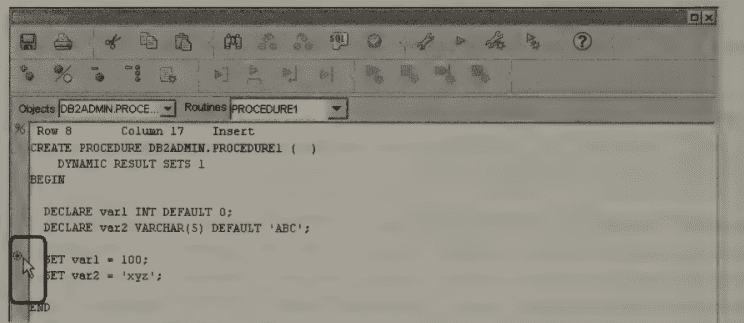 SQL
Objects DB2ADMIN.PROCE... Routines PROCEDURE1
Row 8 Column 17 Insert
CREATE PROCEDURE DB2ADMIN.PROCEDURE1 ( )
DYNAMIC RESULT SETS 1
BEGIN
DECLARE var1 INT DEFAULT 0;
DECLARE var2 VARCHAR(5) DEFAULT 'ABC';
SET var1 = 100;
SET var2 = 'xyz';
END